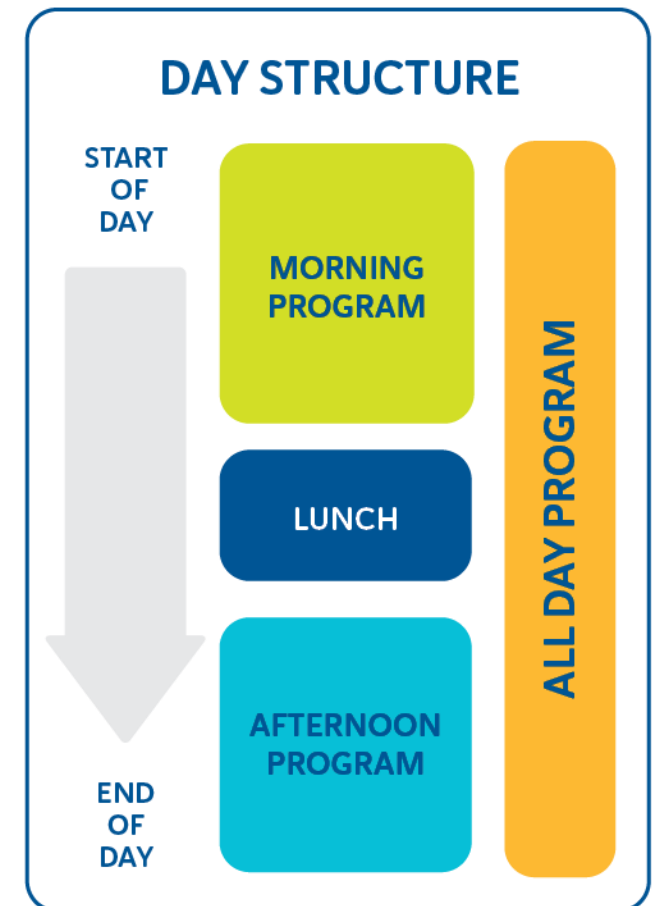 DAY STRUCTURE
START
OF
DAY
MORNING
PROGRAM
LUNCH
AFTERNOON
PROGRAM
ALL DAY PROGRAM
END
OF
DAY